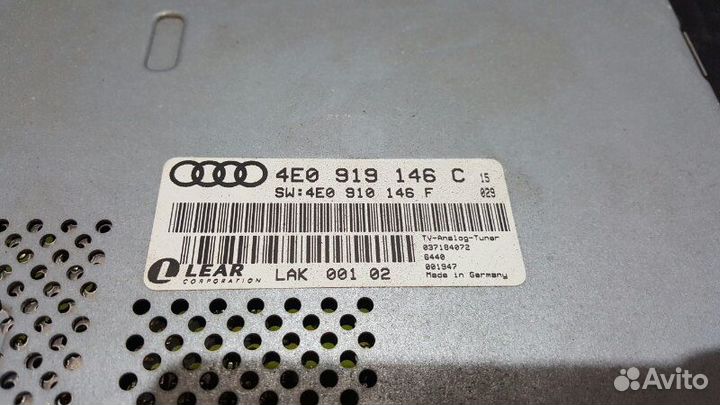 4E0 919 146 C 15
SW:4E0 910 146 F 029
TV-Analog-Tuner
037184072
6440
001947
Made in Germany
LEAR
CORPORATION
LAK 001 02
Avito